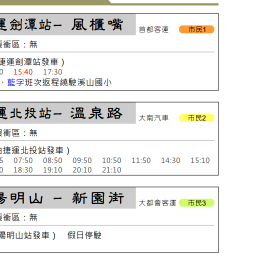 運劍潭站– 風櫃嘴 首都客運 市民1
緩衝區：無
捷運劍潭站發車）
0 15:40 17:30
．藍字班次返程繞駛溪山國小
運北投站– 溫泉路 大南汽車 市民2
緩衝區：無
捷運北投站發車）
5 07:50 08:50 09:50 10:50 11:50 14:30 15:10
0 18:30 19:10 20:10 21:10
陽明山 – 新園街 大都會客運 市民3
緩衝區：無
陽明山站發車） 假日停駛